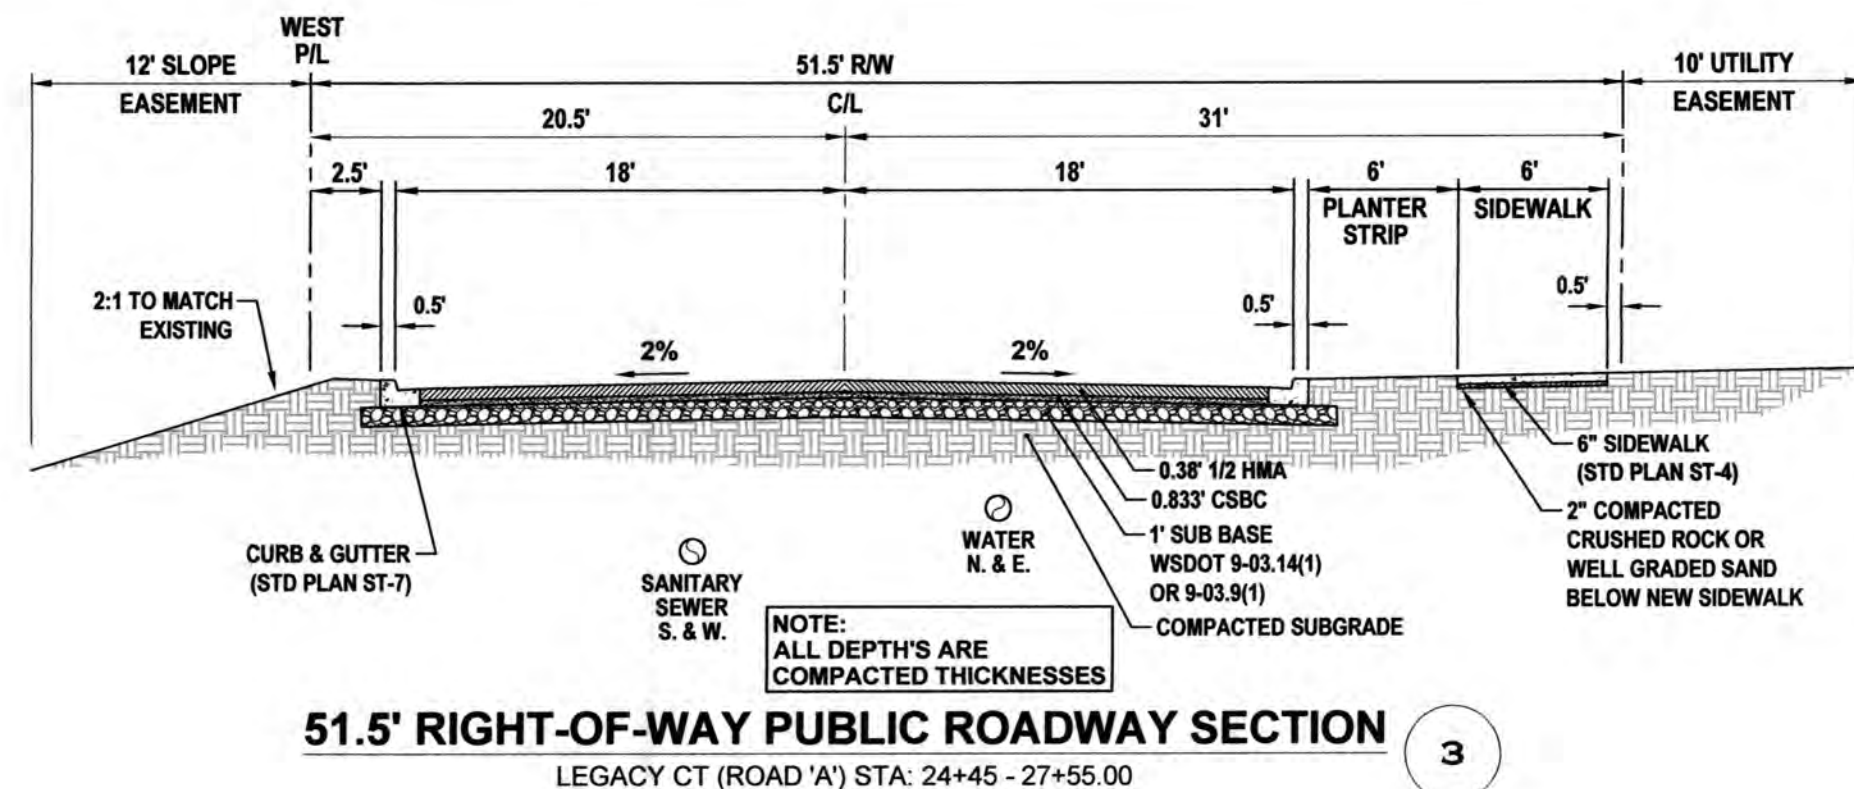 WEST
P/L
12' SLOPE
EASEMENT
51.5' R/W
10' UTILITY
EASEMENT
C/L
20.5'
31'
2.5'
18'
18'
6'
PLANTER
STRIP
6'
SIDEWALK
2:1 TO MATCH
EXISTING
0.5'
0.5'
0.5'
2%
2%
CURB & GUTTER
(STD PLAN ST-7)
SANITARY
SEWER
S. & W.
WATER
N. & E.
0.38' 1/2 HMA
0.833' CSBC
1' SUB BASE
WSDOT 9-03.14(1)
OR 9-03.9(1)
COMPACTED SUBGRADE
6" SIDEWALK
(STD PLAN ST-4)
2" COMPACTED
CRUSHED ROCK OR
WELL GRADED SAND
BELOW NEW SIDEWALK
NOTE:
ALL DEPTH'S ARE
COMPACTED THICKNESSES
51.5' RIGHT-OF-WAY PUBLIC ROADWAY SECTION
3
LEGACY CT (ROAD 'A') STA: 24+45 - 27+55.00